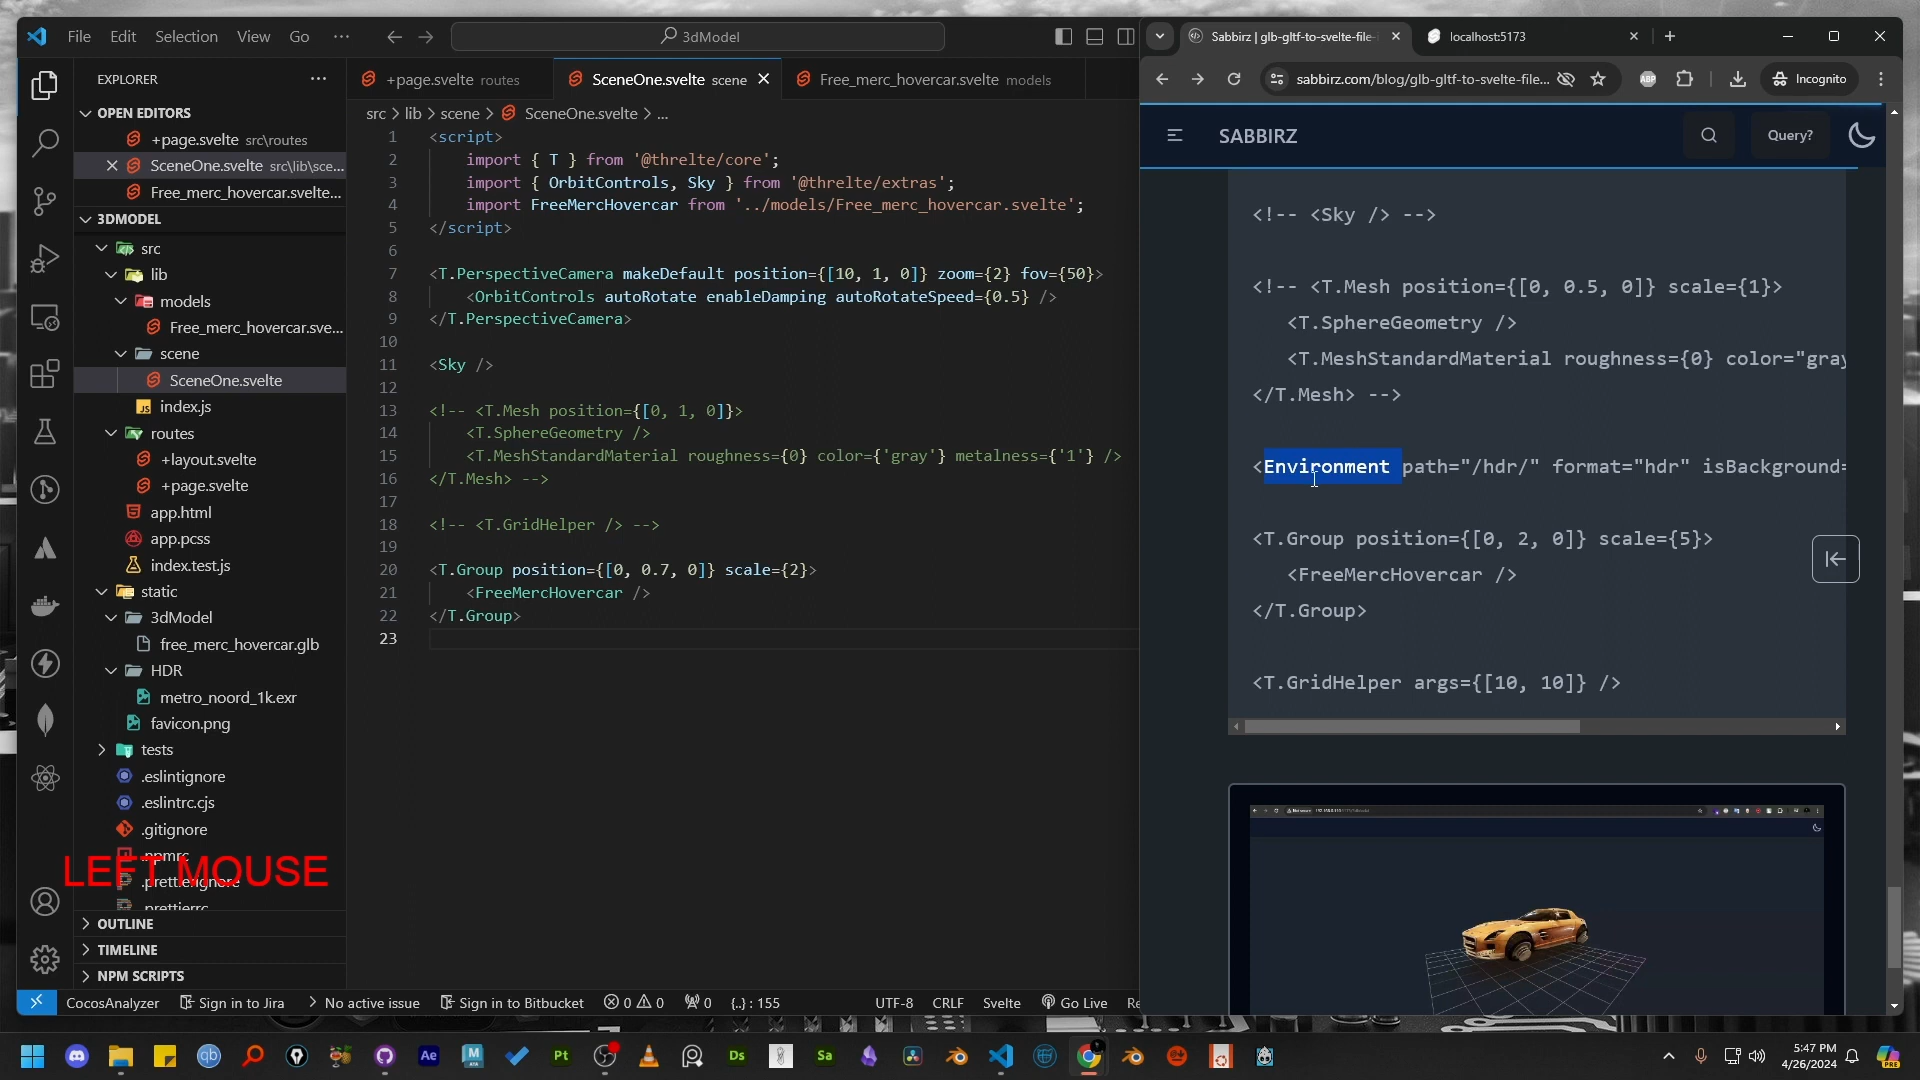 File Edit Selection View Go ···
3dModel
EXPLORER
OPEN EDITORS
+page.svelte src\routes
SceneOne.svelte src\lib\sce...
Free_merc_hovercar.svelte...
3DMODEL
src
lib
models
Free_merc_hovercar.sve...
scene
SceneOne.svelte
index.js
routes
+layout.svelte
+page.svelte
app.html
app.pcss
index.test.js
static
3dModel
free_merc_hovercar.glb
HDR
metro_noord_1k.exr
favicon.png
tests
.eslintignore
.eslintrc.cjs
.gitignore
.npmrc
LEFT MOUSE
.prettierignore
.prettierrc
OUTLINE
TIMELINE
NPM SCRIPTS
+page.svelte routes
SceneOne.svelte scene
Free_merc_hovercar.svelte models
src > lib > scene > SceneOne.svelte > ...
1 <script>
2 import { T } from '@threlte/core';
3 import { OrbitControls, Sky } from '@threlte/extras';
4 import FreeMercHovercar from '../models/Free_merc_hovercar.svelte';
5 </script>
6
7 <T.PerspectiveCamera makeDefault position={[10, 1, 0]} zoom={2} fov={50}>
8 <OrbitControls autoRotate enableDamping autoRotateSpeed={0.5} />
9 </T.PerspectiveCamera>
10
11 <Sky />
12
13 <!-- <T.Mesh position={[0, 1, 0]}>
14 <T.SphereGeometry />
15 <T.MeshStandardMaterial roughness={0} color={'gray'} metalness={'1'} />
16 </T.Mesh> -->
17
18 <!-- <T.GridHelper /> -->
19
20 <T.Group position={[0, 0.7, 0]} scale={2}>
21 <FreeMercHovercar />
22 </T.Group>
23
CocosAnalyzer Sign in to Jira No active issue Sign in to Bitbucket 0 0 0 {..} : 155 UTF-8 CRLF Svelte Go Live Re
Sabbirz | glb-gltf-to-svelte-file-
localhost:5173
sabbirz.com/blog/glb-gltf-to-svelte-file...
ABP
Incognito
SABBIRZ
Query?
<!-- <Sky /> -->
<!-- <T.Mesh position={[0, 0.5, 0]} scale={1}>
<T.SphereGeometry />
<T.MeshStandardMaterial roughness={0} color="gray
</T.Mesh> -->
<Environment path="/hdr/" format="hdr" isBackground=
<T.Group position={[0, 2, 0]} scale={5}>
<FreeMercHovercar />
</T.Group>
<T.GridHelper args={[10, 10]} />
qb Ae M Pt Ds Sa
5:47 PM
4/26/2024
PRE